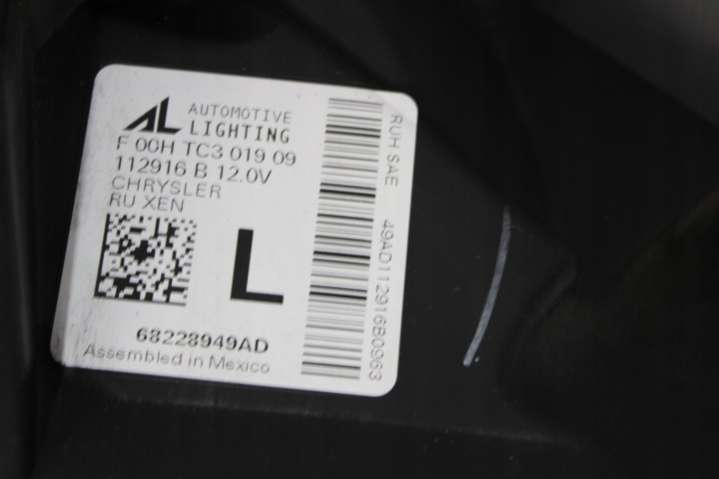 AL AUTOMOTIVE
LIGHTING
F 00H TC3 019 09
112916 B 12.0V
CHRYSLER
RU XEN
L
68228949AD
Assembled in Mexico
RUH SAE 49AD112916B0963